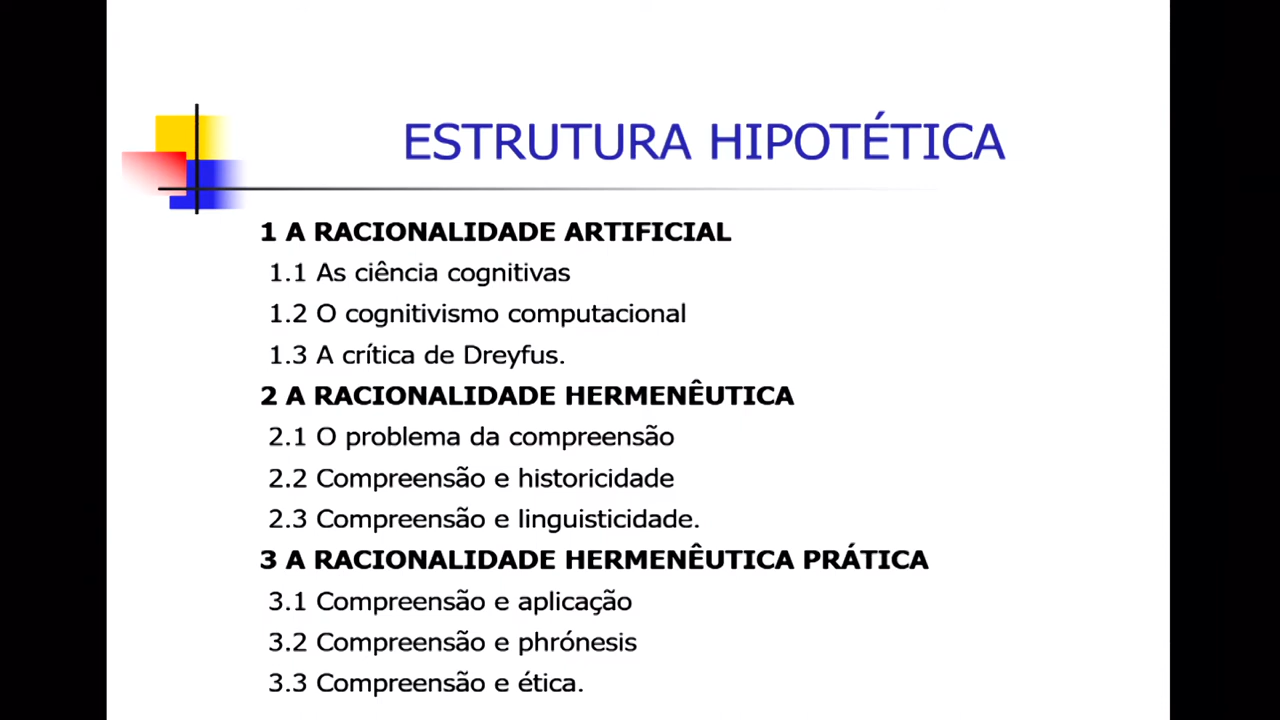 ESTRUTURA HIPOTÉTICA
1 A RACIONALIDADE ARTIFICIAL
1.1 As ciência cognitivas
1.2 O cognitivismo computacional
1.3 A crítica de Dreyfus.
2 A RACIONALIDADE HERMENÊUTICA
2.1 O problema da compreensão
2.2 Compreensão e historicidade
2.3 Compreensão e linguisticidade.
3 A RACIONALIDADE HERMENÊUTICA PRÁTICA
3.1 Compreensão e aplicação
3.2 Compreensão e phrónesis
3.3 Compreensão e ética.